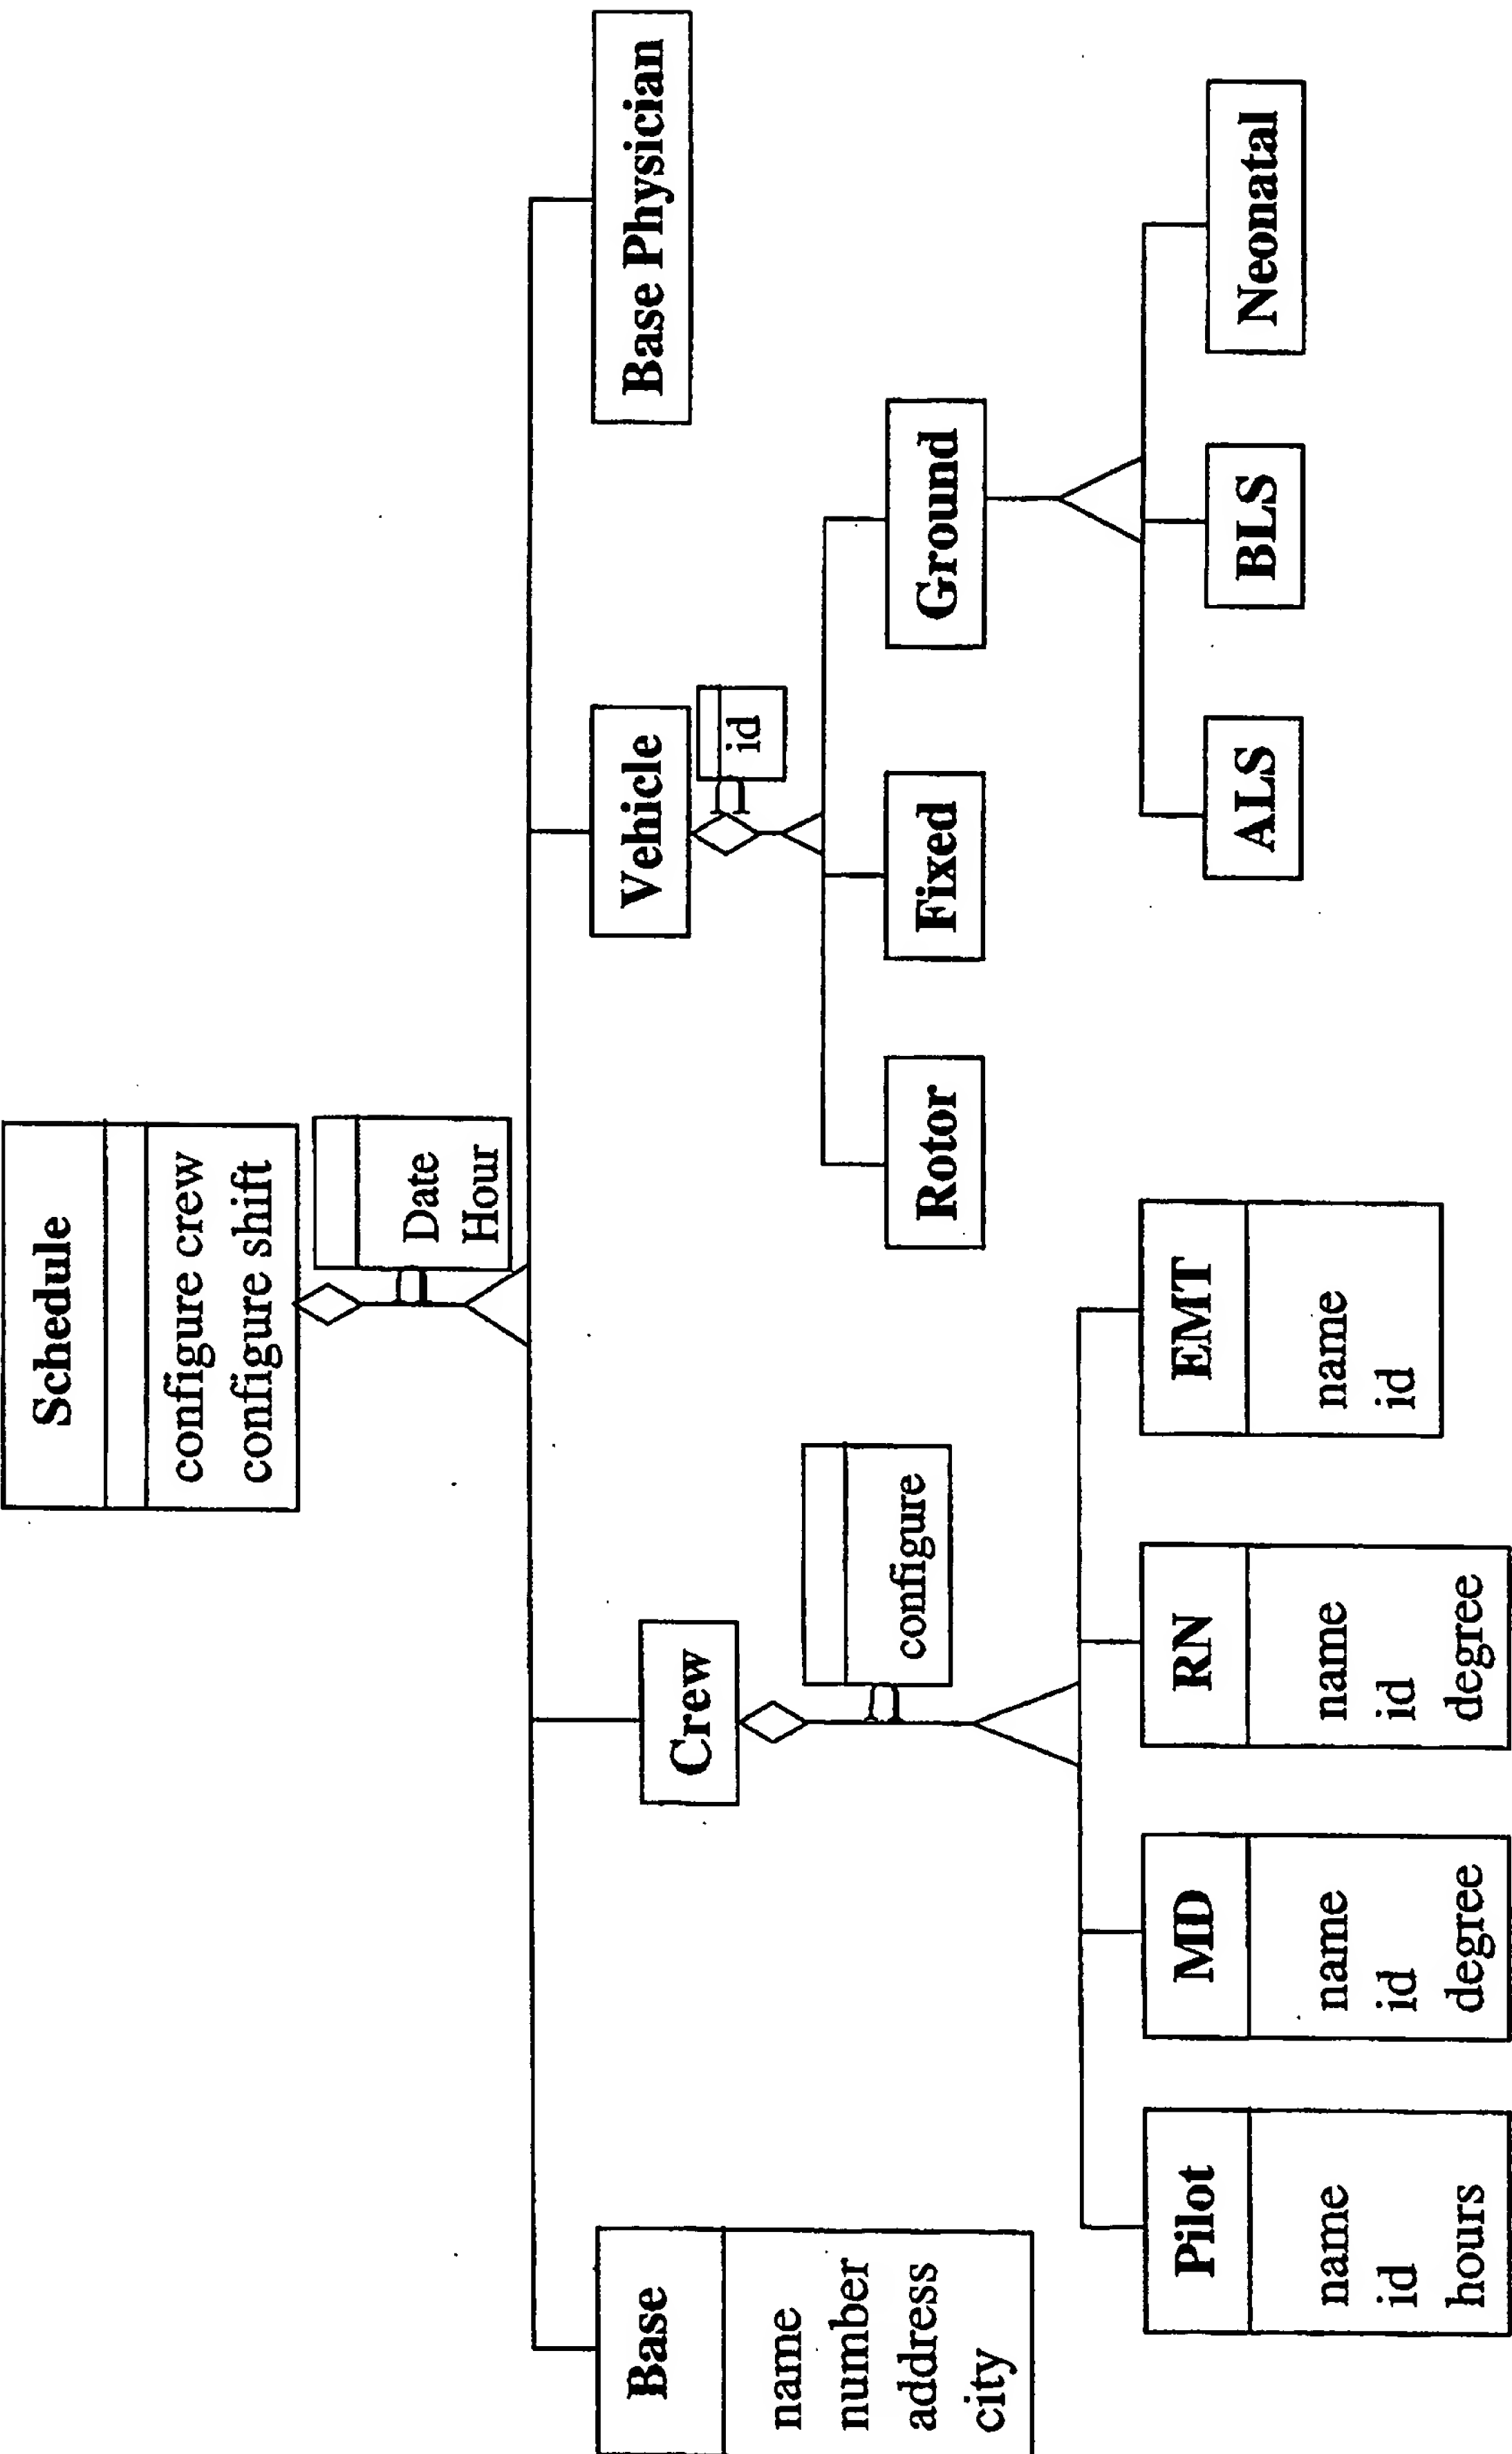 Schedule
configure crew
configure shift
Date
Hour
Base
name
number
address
city
Crew
configure
Vehicle
id
Base Physician
Rotor
Fixed
Ground
Pilot
name
id
hours
MD
name
id
degree
RN
name
id
degree
EMT
name
id
ALS
BLS
Neonatal